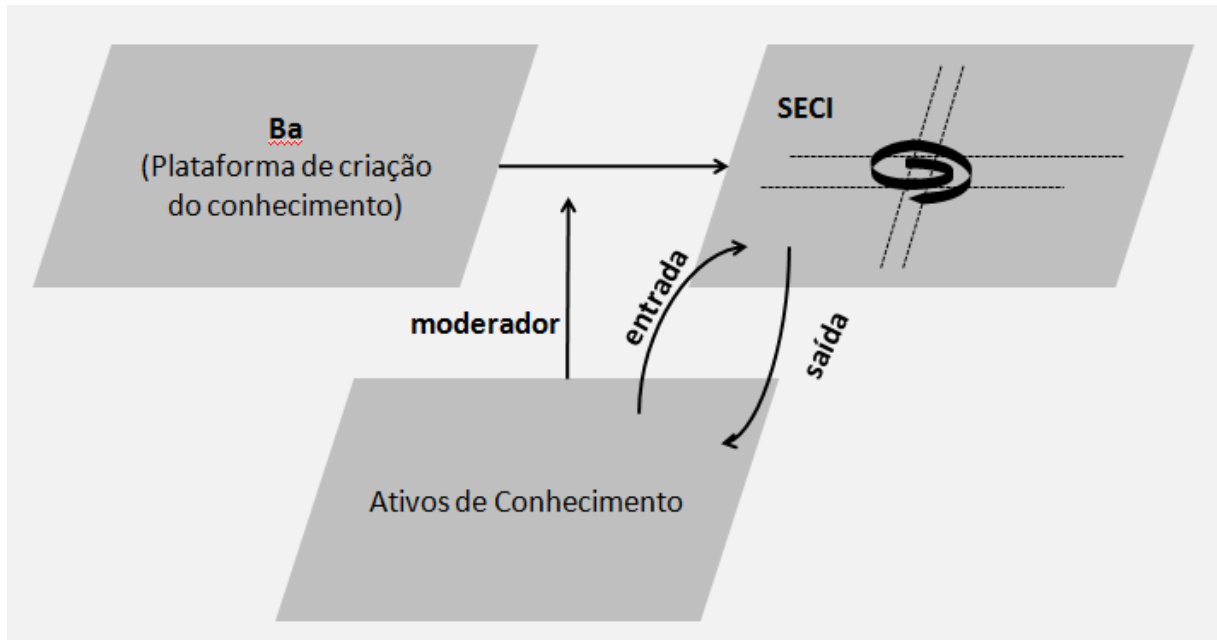 Ba
(Plataforma de criação
do conhecimento)
SECI
moderador
entrada
saída
Ativos de Conhecimento